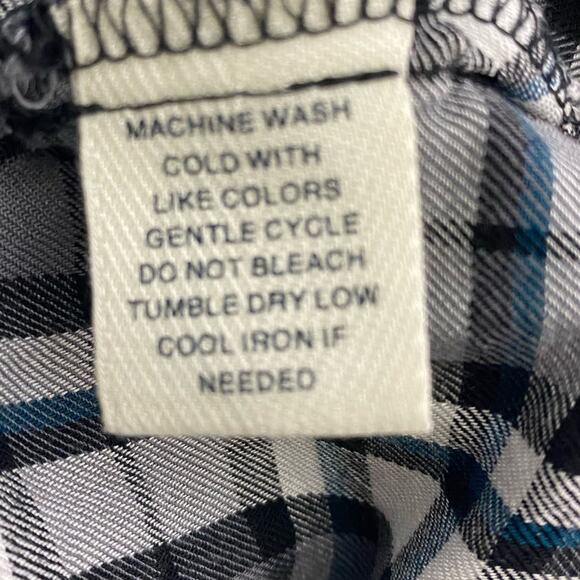 MACHINE WASH
COLD WITH
LIKE COLORS
GENTLE CYCLE
DO NOT BLEACH
TUMBLE DRY LOW
COOL IRON IF
NEEDED